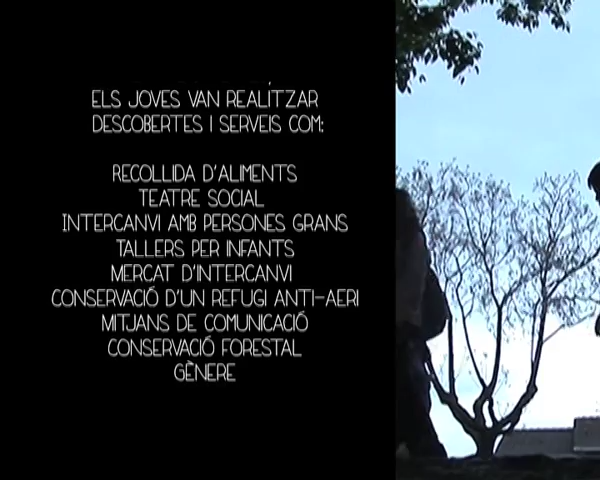 ELS JOVES VAN REALITZAR
DESCOBERTES I SERVEIS COM:
RECOLLIDA D'ALIMENTS
TEATRE SOCIAL
INTERCANVI AMB PERSONES GRANS
TALLERS PER INFANTS
MERCAT D'INTERCANVI
CONSERVACIÓ D'UN REFUGI ANTI-AERI
MITJANS DE COMUNICACIÓ
CONSERVACIÓ FORESTAL
GÈNERE